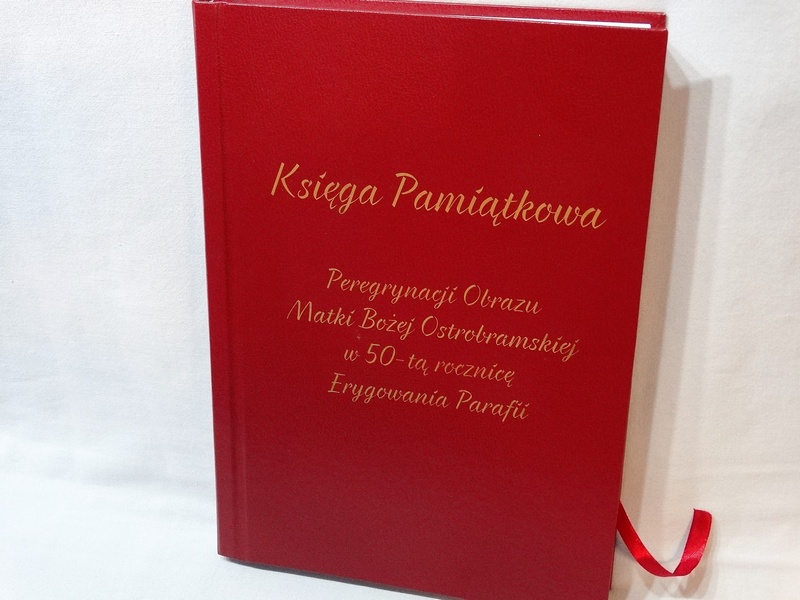 Księga Pamiątkowa
Peregrynacji Obrazu
Matki Bożej Ostrobramskiej
w 50-tą rocznicę
Erygowania Parafii